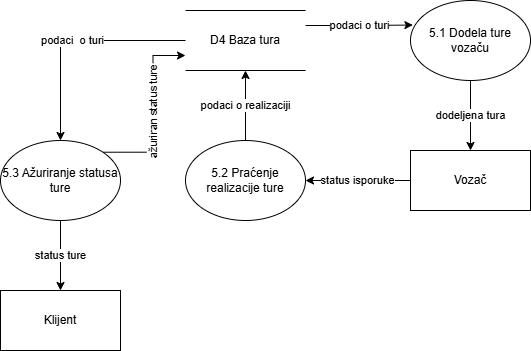 podaci o turi
D4 Baza tura
podaci o turi
5.1 Dodela ture
vozaču
ažuriran status ture
podaci o realizaciji
dodeljena tura
5.3 Ažuriranje statusa
ture
5.2 Praćenje
realizacije ture
status isporuke
Vozač
status ture
Klijent